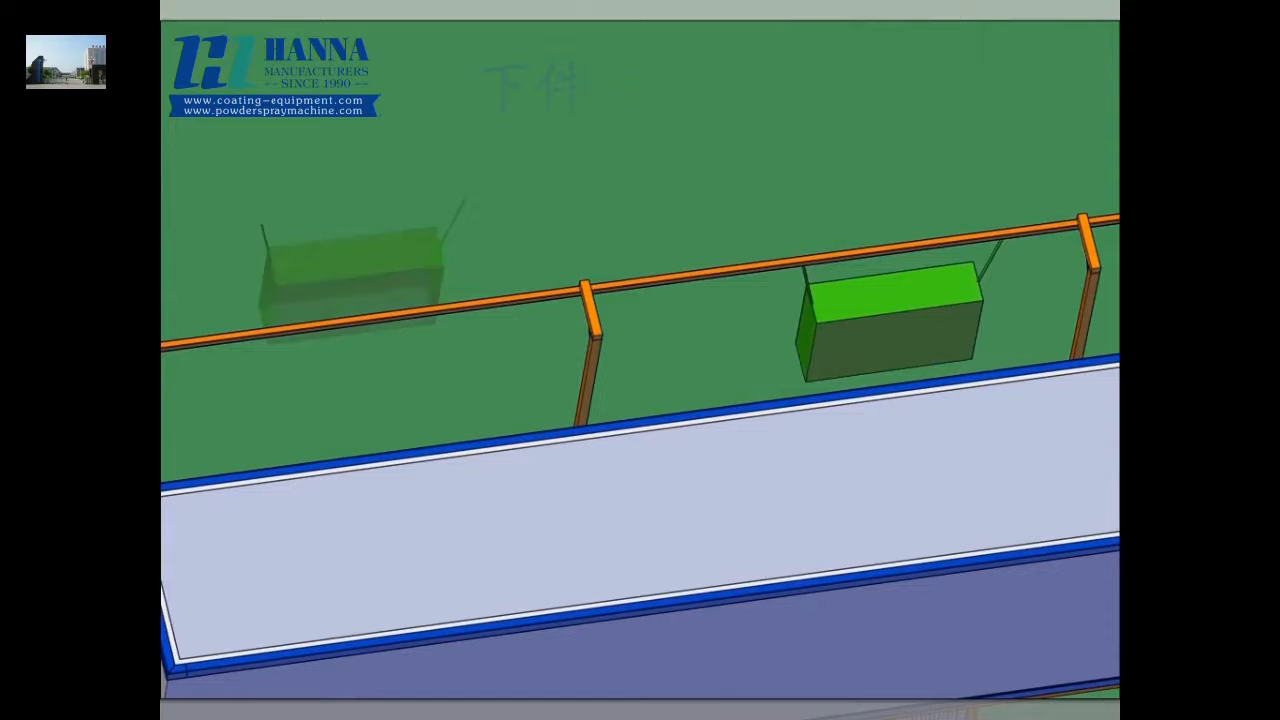 HANNA
MANUFACTURERS
SINCE 1990
www.coating-equipment.com
www.powderspraymachine.com
下件